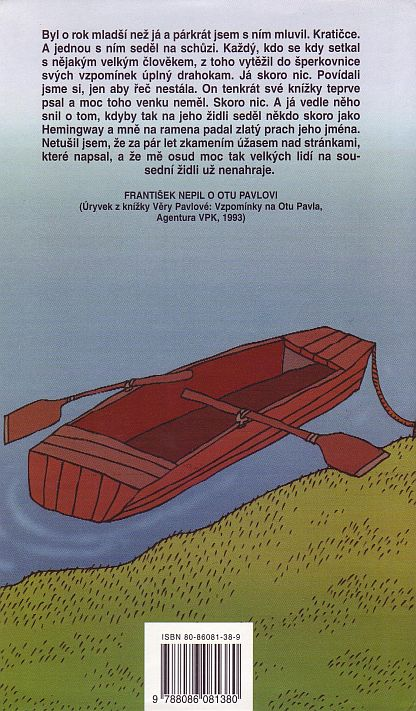 Byl o rok mladší než já a párkrát jsem s ním mluvil. Kratičce.
A jednou s ním seděl na schůzi. Každý, kdo se kdy setkal
s nějakým velkým člověkem, z toho vytěžil do šperkovnice
svých vzpomínek úplný drahokam. Já skoro nic. Povídali
jsme si, jen aby řeč nestála. On tenkrát své knížky teprve
psal a moc toho venku neměl. Skoro nic. A já vedle něho
snil o tom, kdyby tak na jeho židli seděl někdo skoro jako
Hemingway a mně na ramena padal zlatý prach jeho jména.
Netušil jsem, že za pár let zkamením úžasem nad stránkami,
které napsal, a že mě osud moc tak velkých lidí na sou-
sední židli už nenahraje.
FRANTIŠEK NEPIL O OTU PAVLOVI
(Úryvek z knížky Věry Pavlové: Vzpomínky na Otu Pavla,
Agentura VPK, 1993)
ISBN 80-86081-38-9
9 788086 081380